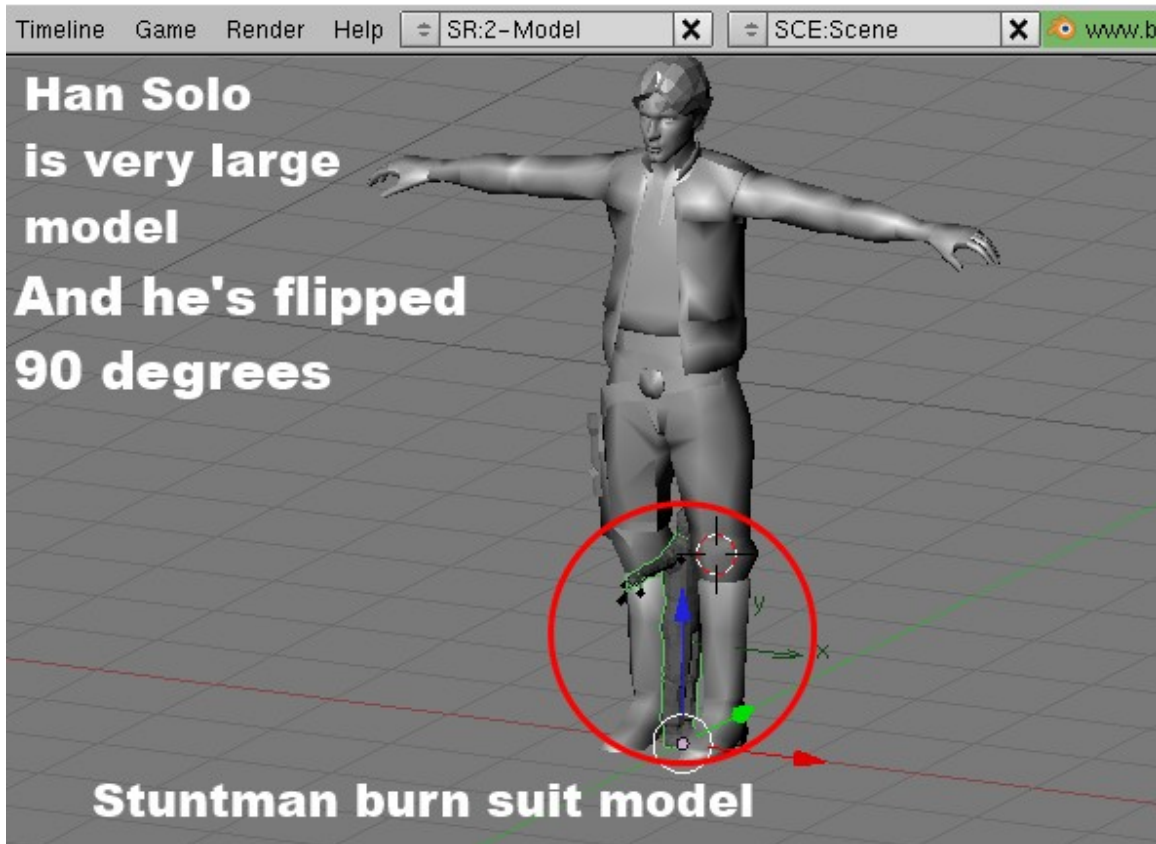 Timeline Game Render Help SR:2-Model SCE:Scene www.b
Han Solo
is very large
model
And he's flipped
90 degrees
y
x
Stuntman burn suit model